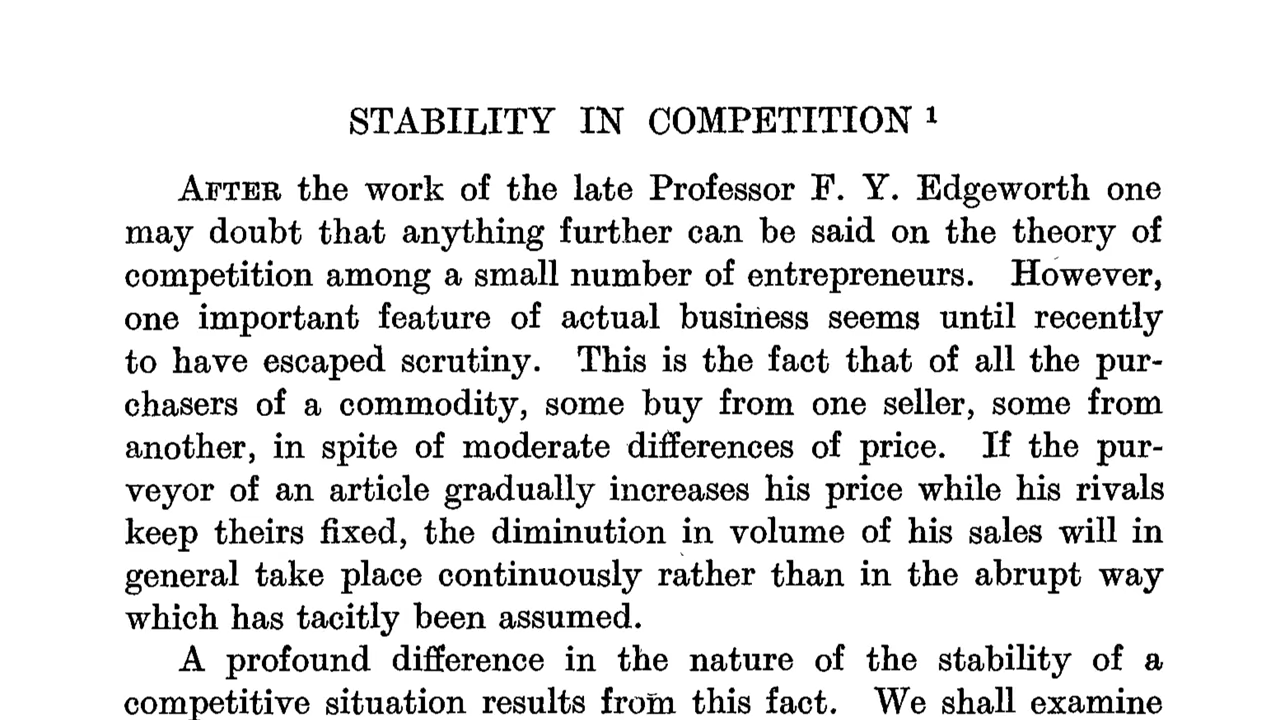 STABILITY IN COMPETITION ¹
AFTER the work of the late Professor F. Y. Edgeworth one
may doubt that anything further can be said on the theory of
competition among a small number of entrepreneurs. However,
one important feature of actual business seems until recently
to have escaped scrutiny. This is the fact that of all the pur-
chasers of a commodity, some buy from one seller, some from
another, in spite of moderate differences of price. If the pur-
veyor of an article gradually increases his price while his rivals
keep theirs fixed, the diminution in volume of his sales will in
general take place continuously rather than in the abrupt way
which has tacitly been assumed.
A profound difference in the nature of the stability of a
competitive situation results from this fact. We shall examine